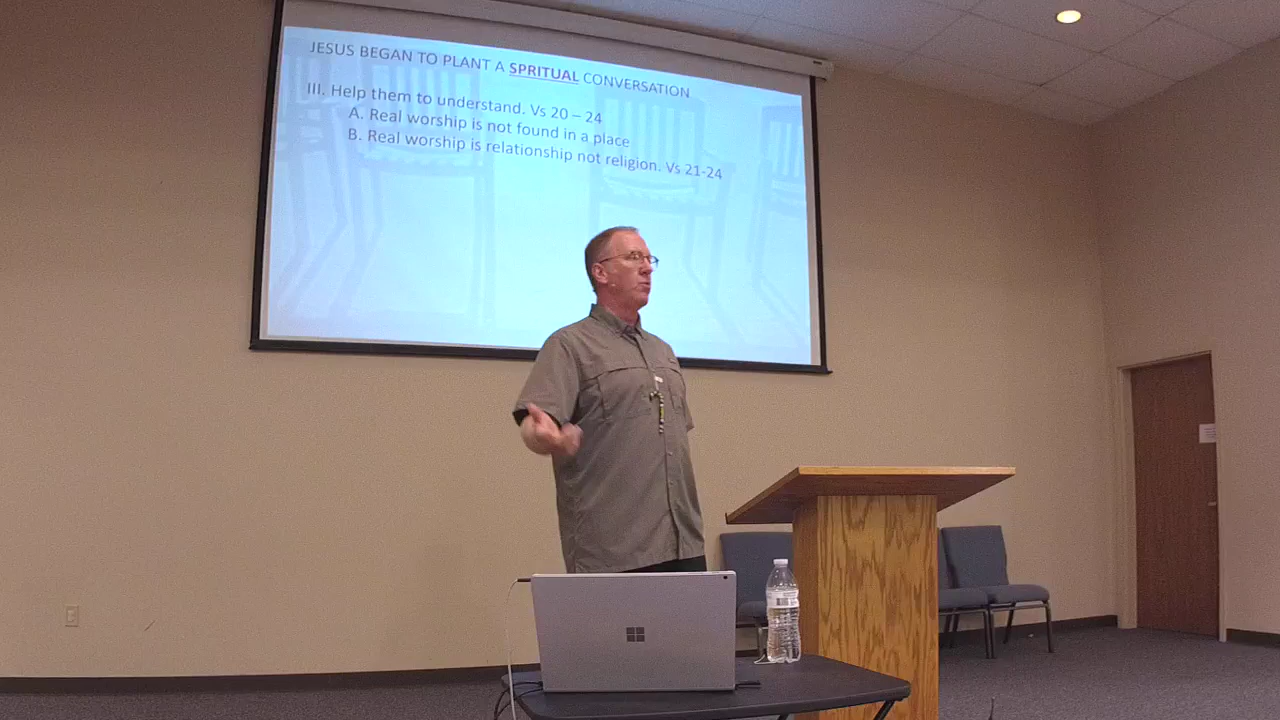 JESUS BEGAN TO PLANT A SPRITUAL CONVERSATION
III. Help them to understand. Vs 20 – 24
A. Real worship is not found in a place
B. Real worship is relationship not religion. Vs 21-24